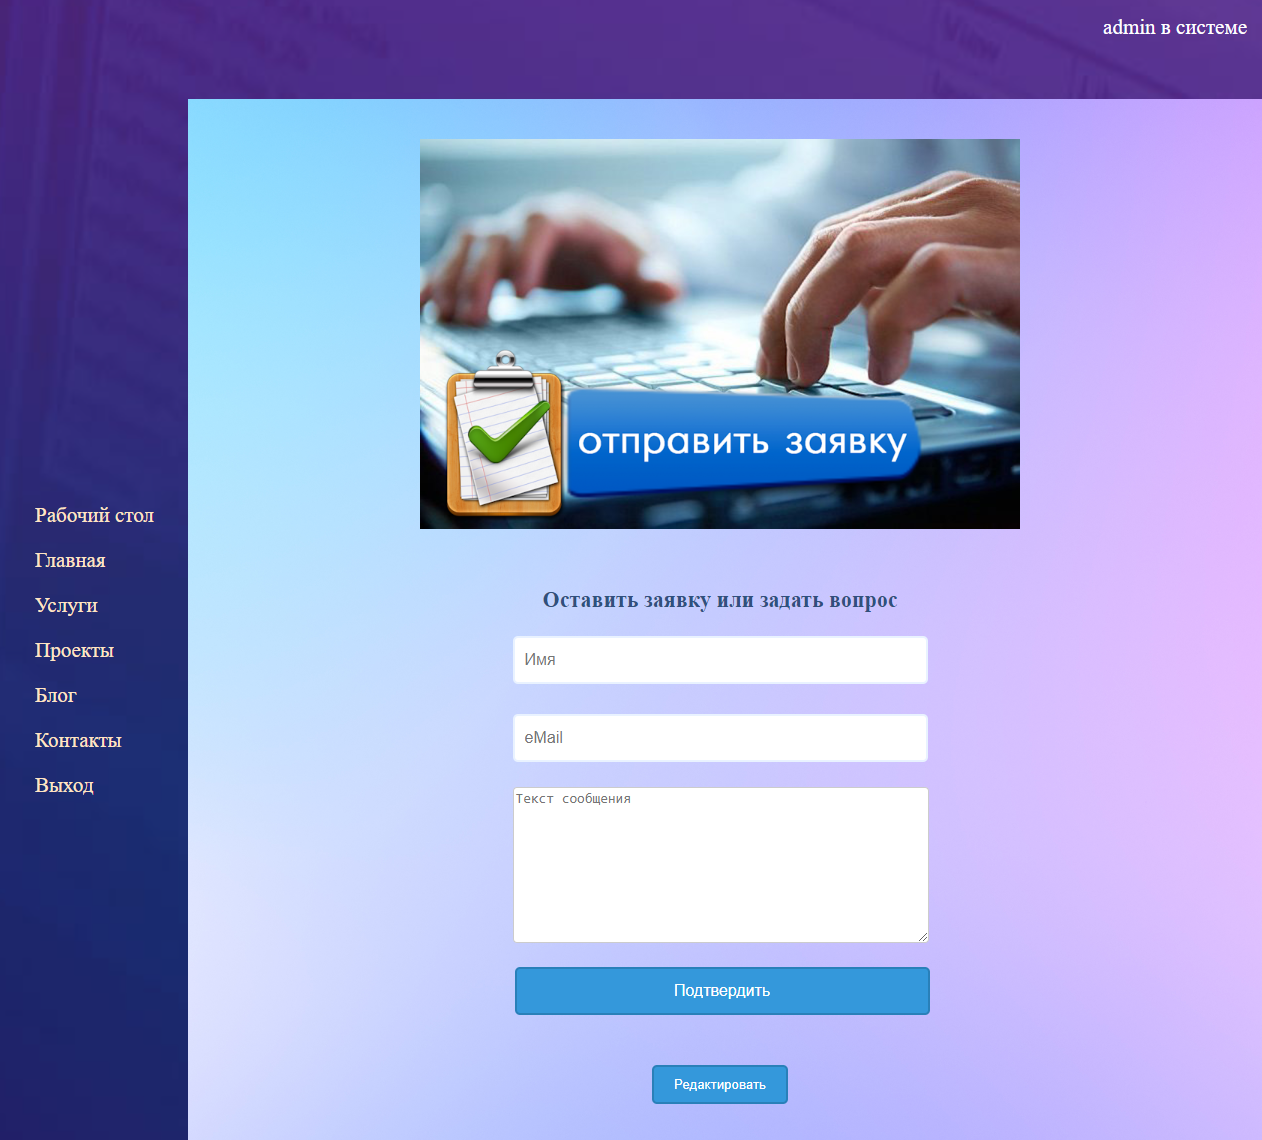 admin в системе
отправить заявку
Рабочий стол
Главная
Услуги
Проекты
Блог
Контакты
Выход
Оставить заявку или задать вопрос
Имя
eMail
Текст сообщения
Подтвердить
Редактировать